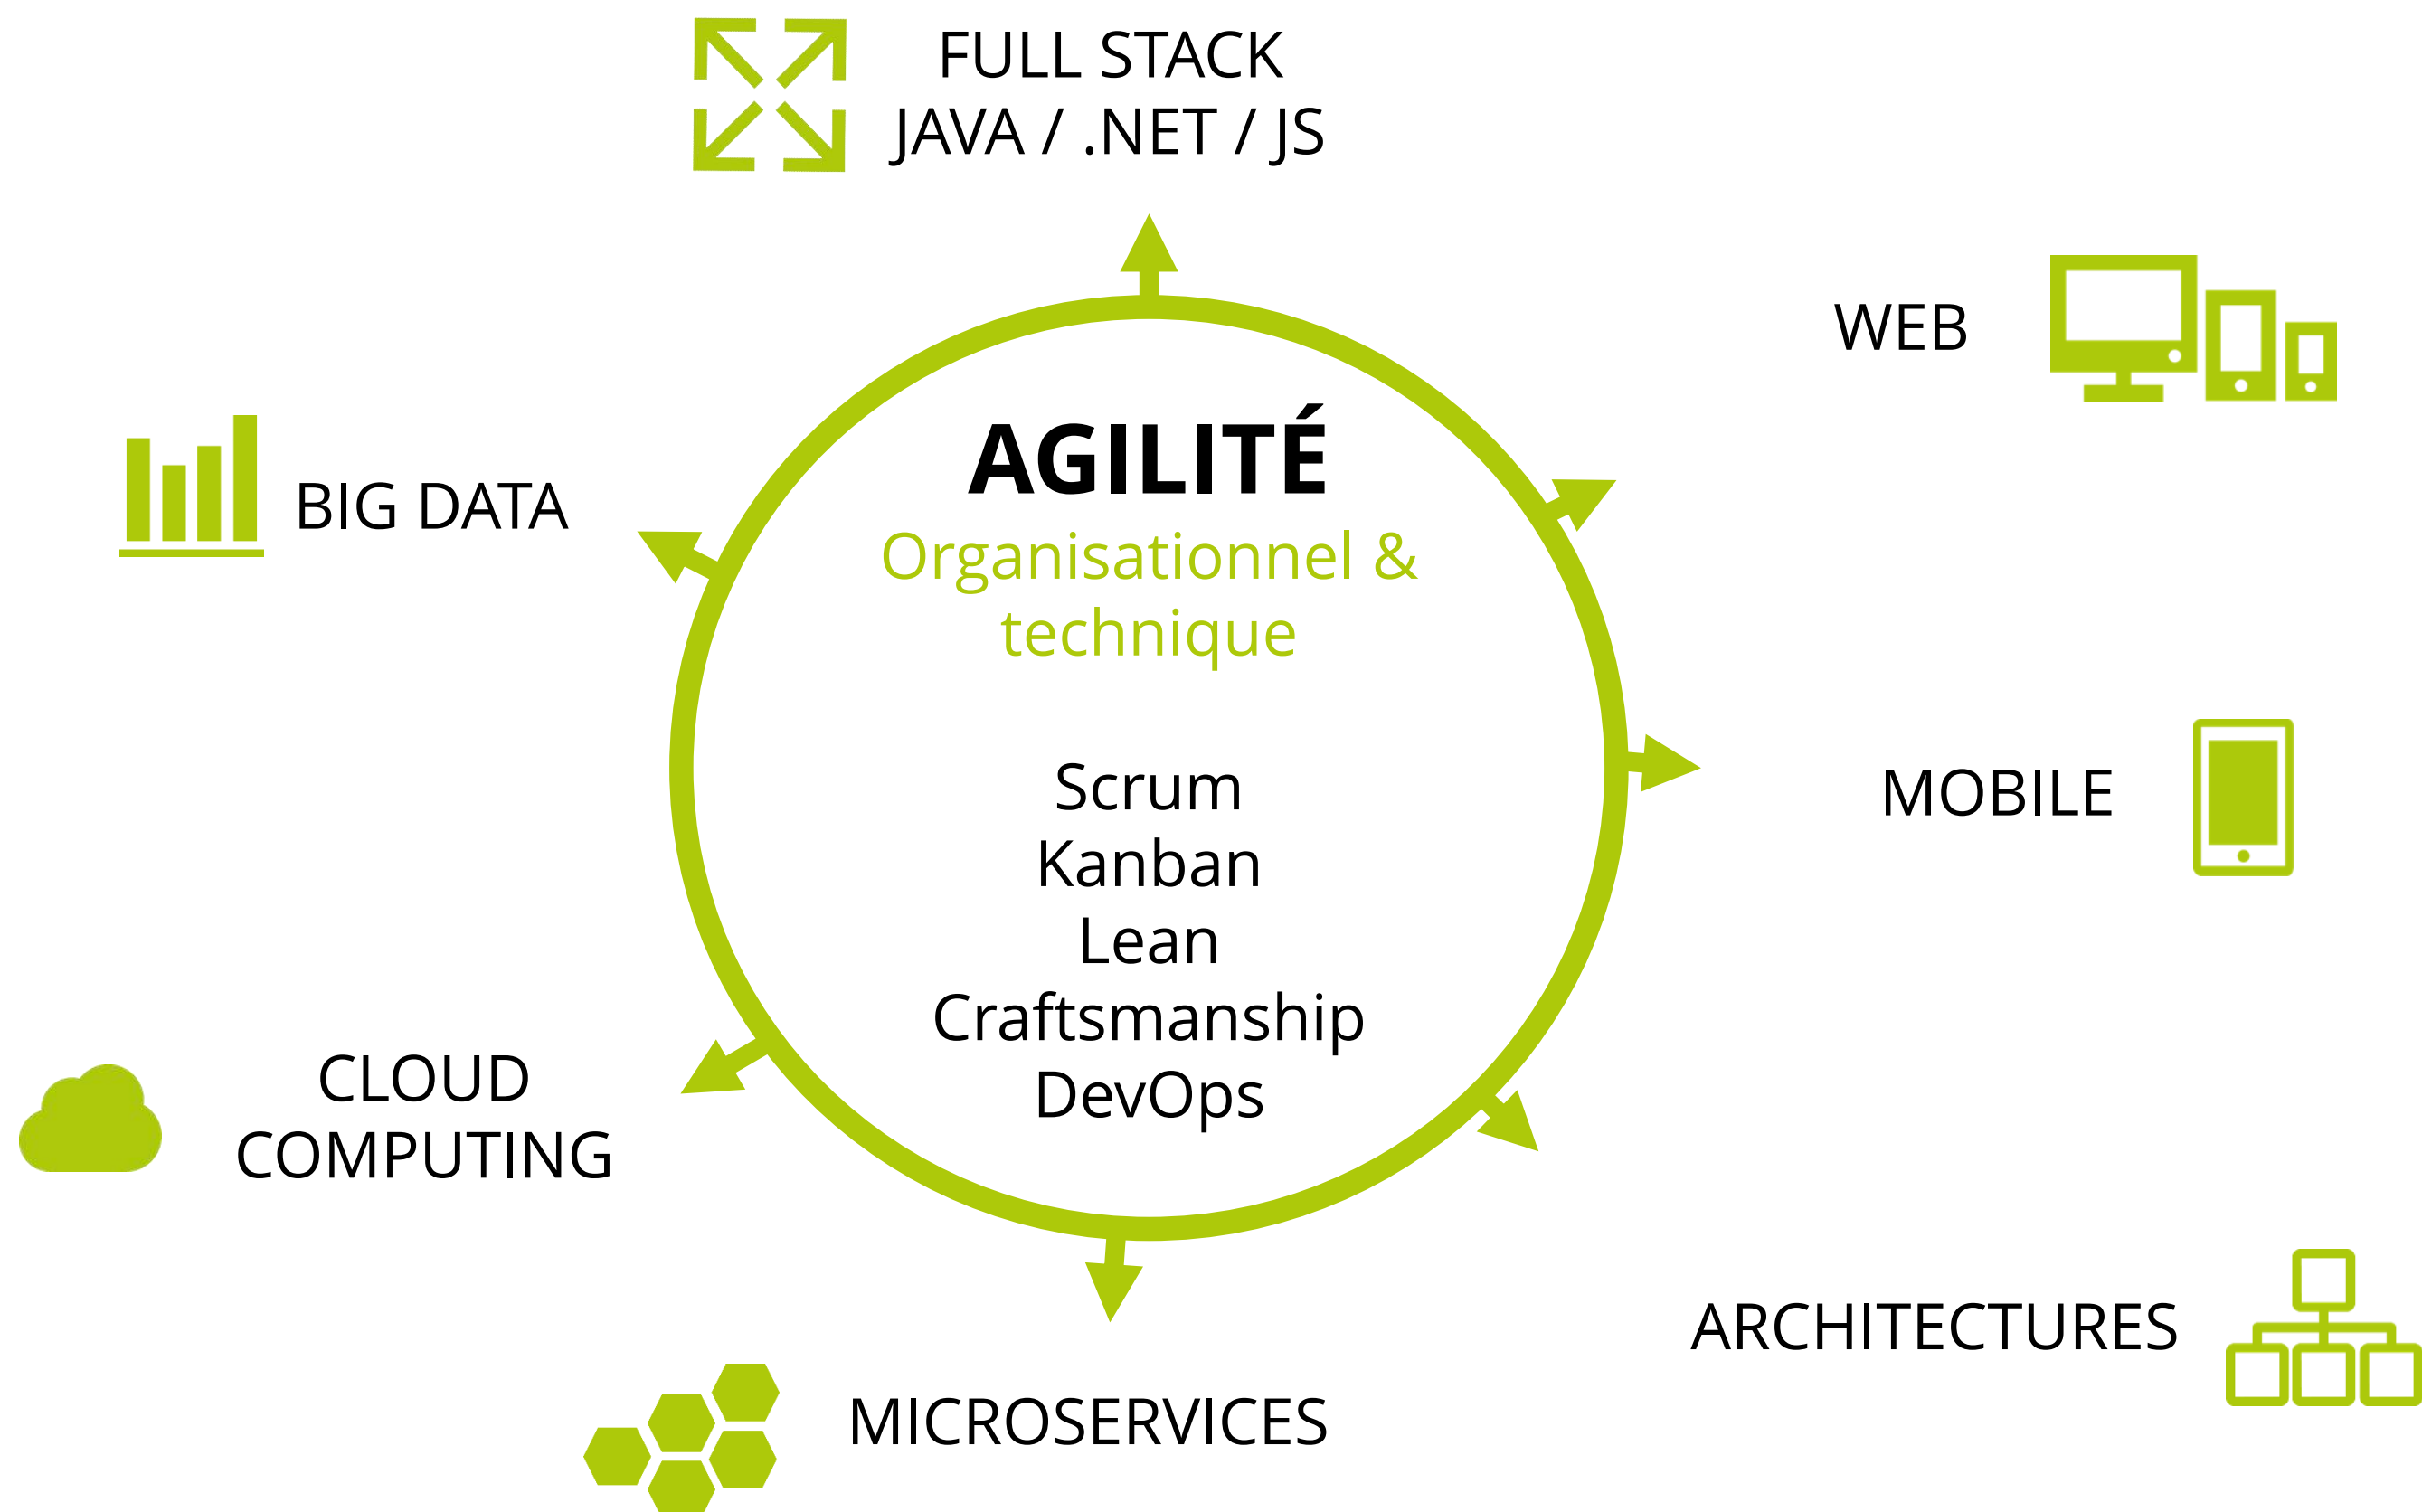 FULL STACK
JAVA / .NET / JS
WEB
BIG DATA
AGILITÉ
Organisationnel &
technique
MOBILE
Scrum
Kanban
Lean
Craftsmanship
DevOps
CLOUD
COMPUTING
ARCHITECTURES
MICROSERVICES